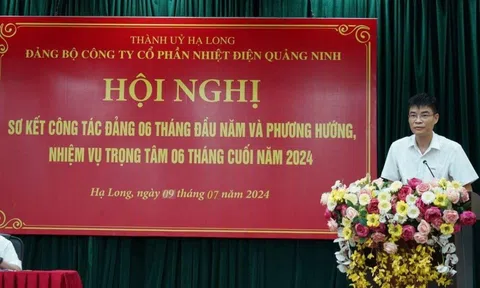 THÀNH UỶ HẠ LONG
ĐẢNG BỘ CÔNG TY CỔ PHẦN NHIỆT ĐIỆN QUẢNG NINH
HỘI NGHỊ
SƠ KẾT CÔNG TÁC ĐẢNG 06 THÁNG ĐẦU NĂM VÀ PHƯƠNG HƯỚNG,
NHIỆM VỤ TRỌNG TÂM 06 THÁNG CUỐI NĂM 2024
Hạ Long, ngày 09 tháng 07 năm 2024